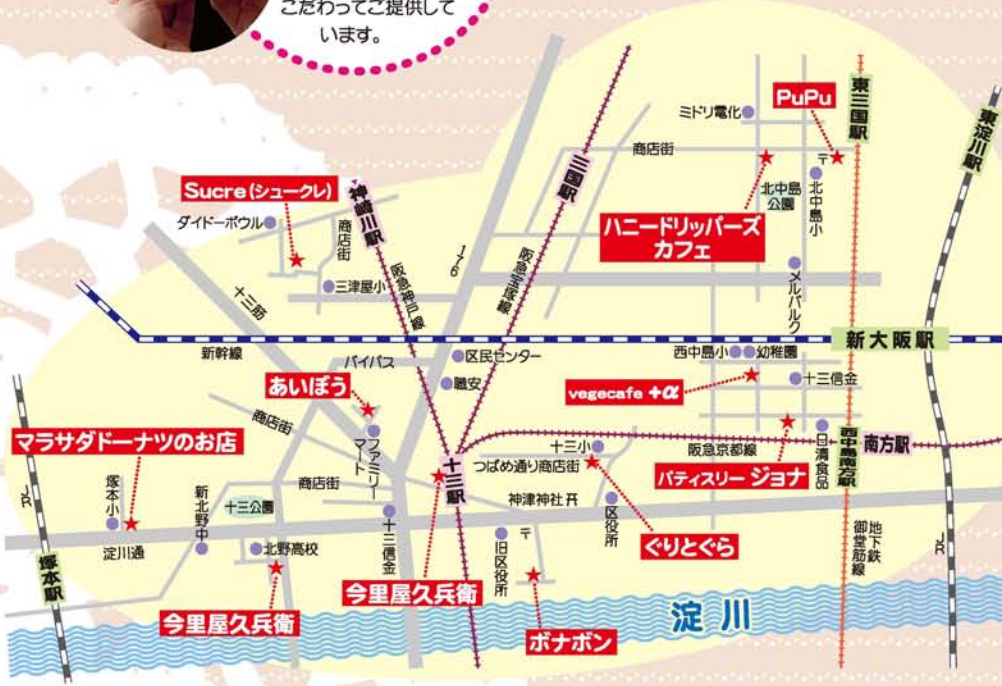 こだわってご提供して
います。
PuPu
東三国駅
東淀川駅
ミドリ電化
商店街
三国駅
〒
北中島小
北中島
公園
ハニードリッパーズ
カフェ
Sucre(シュークレ)
神崎川駅
ダイドーボウル
商店街
176
三津屋小
阪急神戸線
阪急宝塚線
メルパルク
十三筋
新幹線
バイパス
区民センター
職安
新大阪駅
西中島小
幼稚園
十三信金
vegecafe +α
あいぼう
商店街
ファミリー
マート
マラサダドーナツのお店
十三駅
十三小
つばめ通り商店街
阪急京都線
日清食品
西中島南方駅
南方駅
パティスリー ジョナ
JR
塚本小
新北野中
商店街
十三公園
神津神社
区役所
淀川通
北野高校
十三信金
旧区役所
〒
ぐりとぐら
地下鉄
御堂筋線
JR
塚本駅
今里屋久兵衛
今里屋久兵衛
ボナボン
淀川